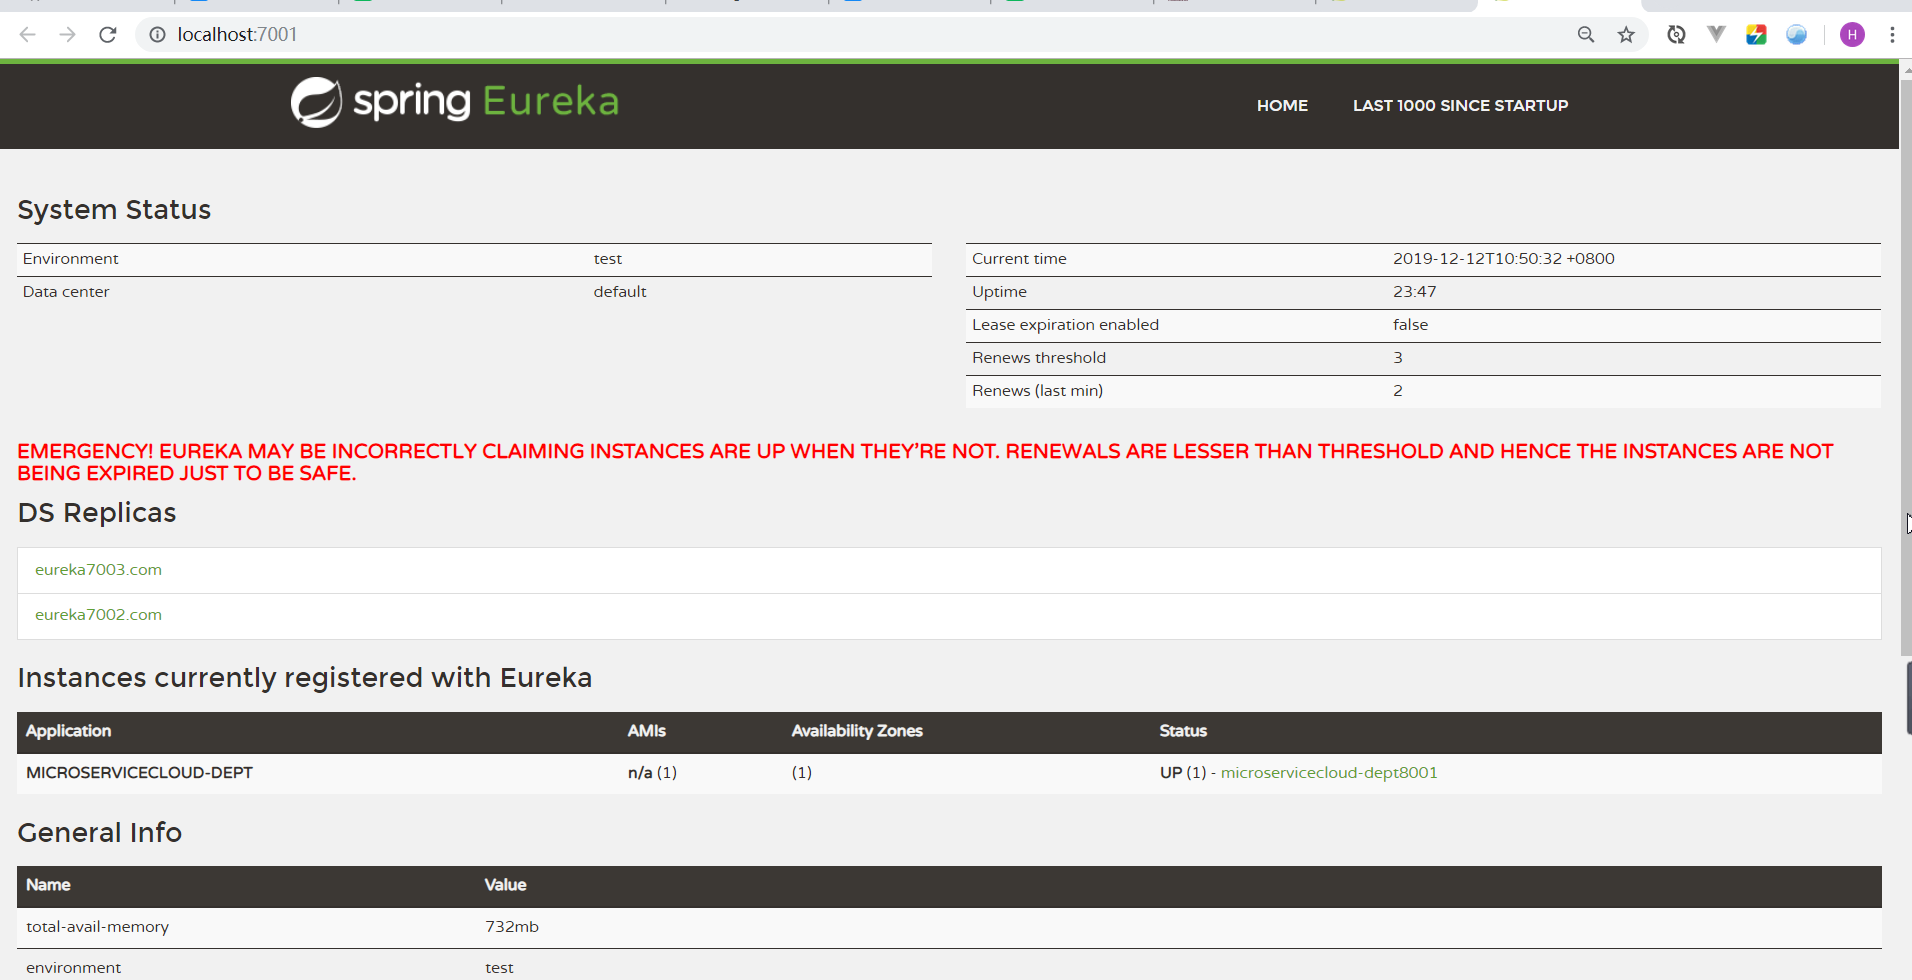 localhost:7001
H
spring Eureka
HOME LAST 1000 SINCE STARTUP
System Status
Environment test
Data center default
Current time 2019-12-12T10:50:32 +0800
Uptime 23:47
Lease expiration enabled false
Renews threshold 3
Renews (last min) 2
EMERGENCY! EUREKA MAY BE INCORRECTLY CLAIMING INSTANCES ARE UP WHEN THEY'RE NOT. RENEWALS ARE LESSER THAN THRESHOLD AND HENCE THE INSTANCES ARE NOT
BEING EXPIRED JUST TO BE SAFE.
DS Replicas
eureka7003.com
eureka7002.com
Instances currently registered with Eureka
Application AMIs Availability Zones Status
MICROSERVICECLOUD-DEPT n/a (1) (1) UP (1) - microservicecloud-dept8001
General Info
Name Value
total-avail-memory 732mb
environment test